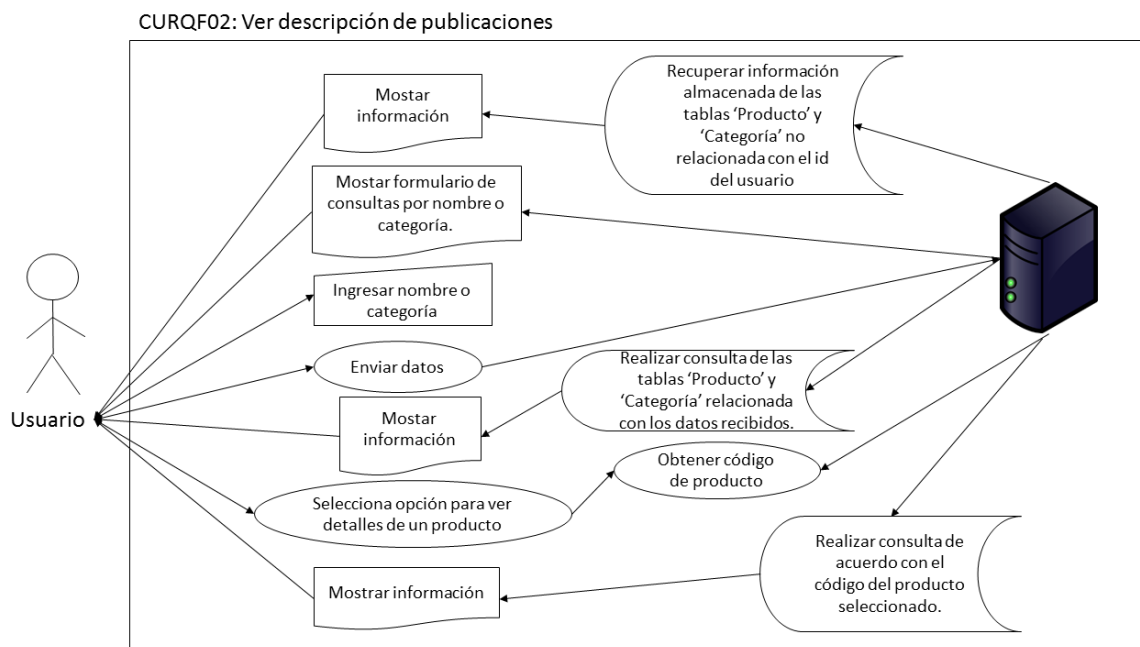 CURQF02: Ver descripción de publicaciones
Mostar
información
Recuperar información
almacenada de las
tablas ‘Producto’ y
‘Categoría’ no
relacionada con el id
del usuario
Mostar formulario de
consultas por nombre o
categoría.
Ingresar nombre o
categoría
Enviar datos
Realizar consulta de las
tablas ‘Producto’ y
‘Categoría’ relacionada
con los datos recibidos.
Usuario
Mostar
información
Obtener código
de producto
Selecciona opción para ver
detalles de un producto
Realizar consulta de
acuerdo con el
código del producto
seleccionado.
Mostrar información